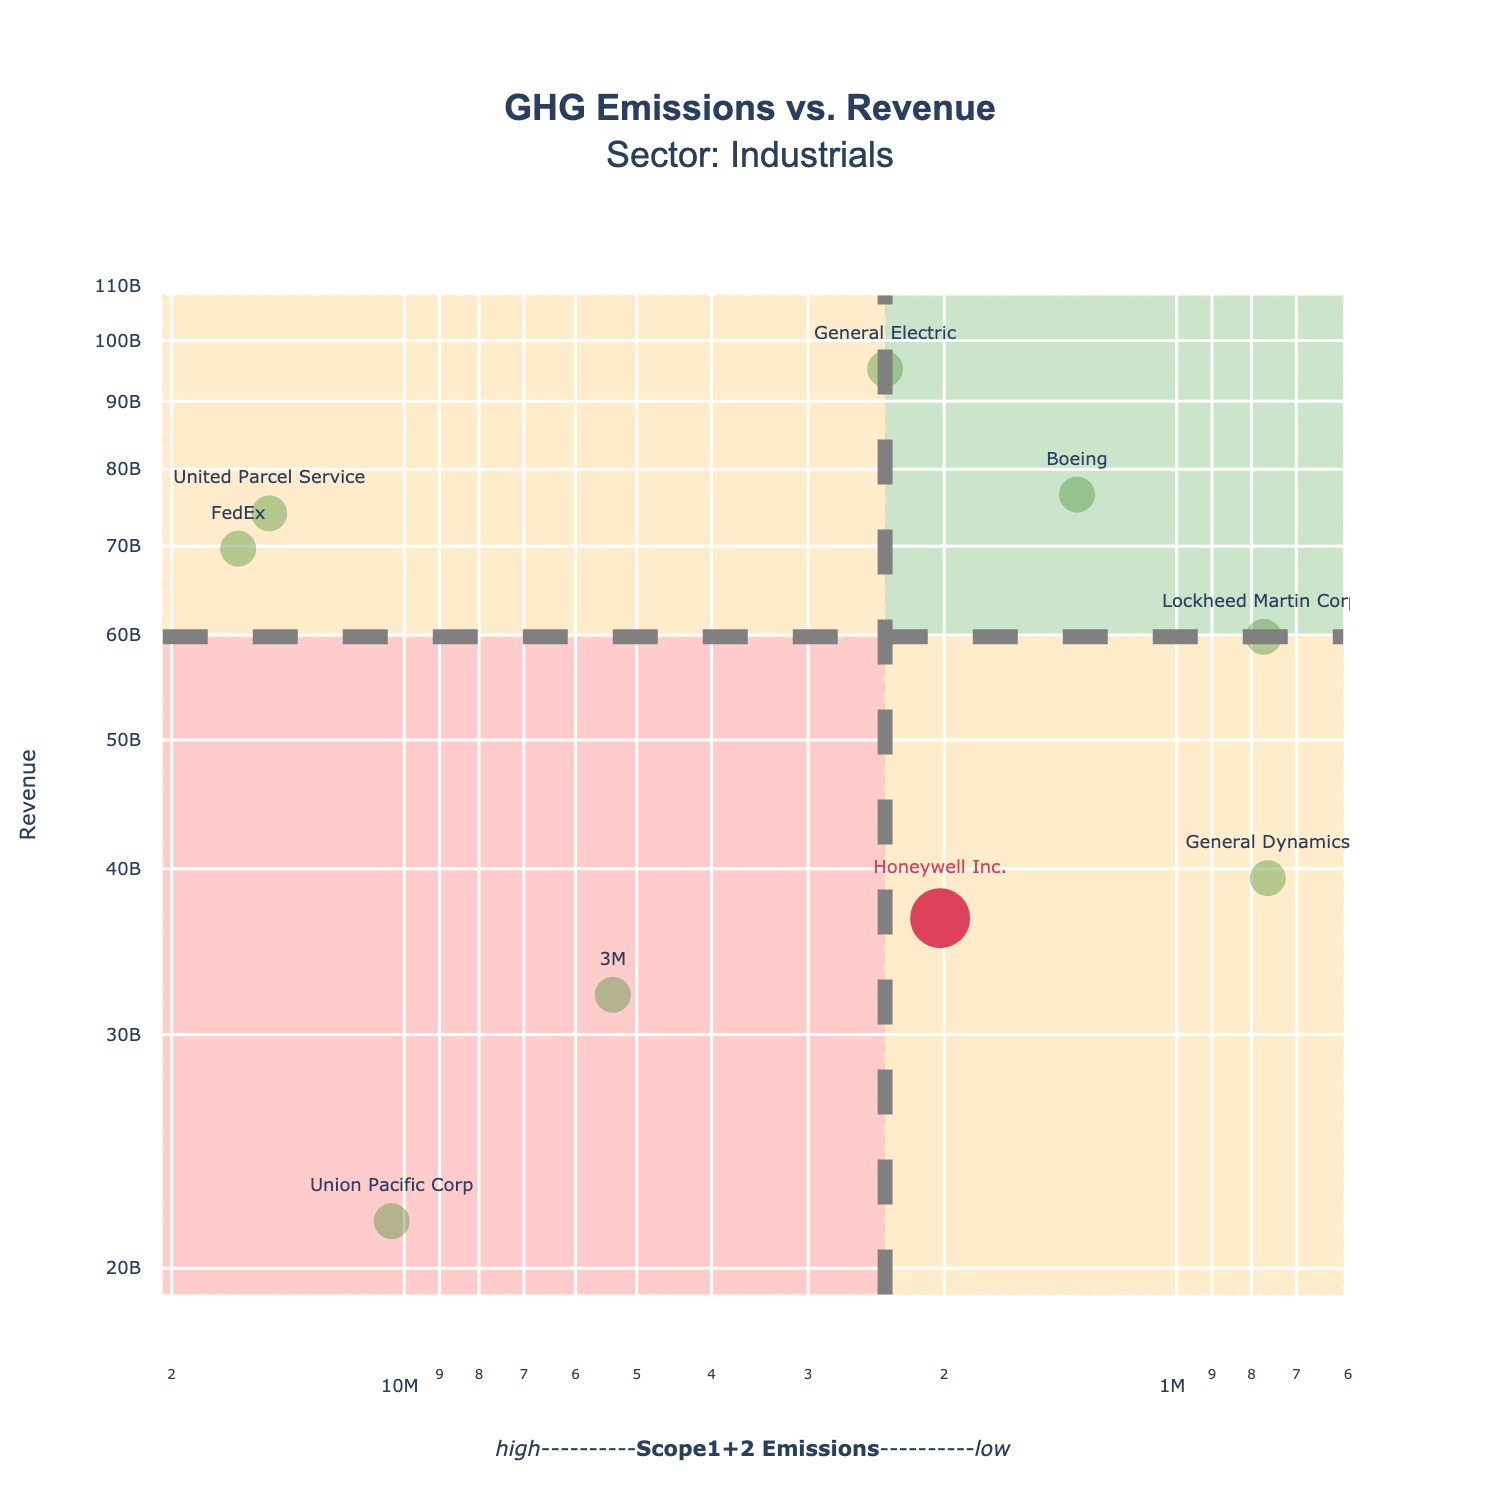 GHG Emissions vs. Revenue
Sector: Industrials
110B
100B
90B
80B
70B
60B
50B
40B
30B
20B
Revenue
General Electric
Boeing
United Parcel Service
FedEx
Lockheed Martin Corp
General Dynamics
Honeywell Inc.
3M
Union Pacific Corp
2 10M 9 8 7 6 5 4 3 2 1M 9 8 7 6
high----------Scope1+2 Emissions----------low